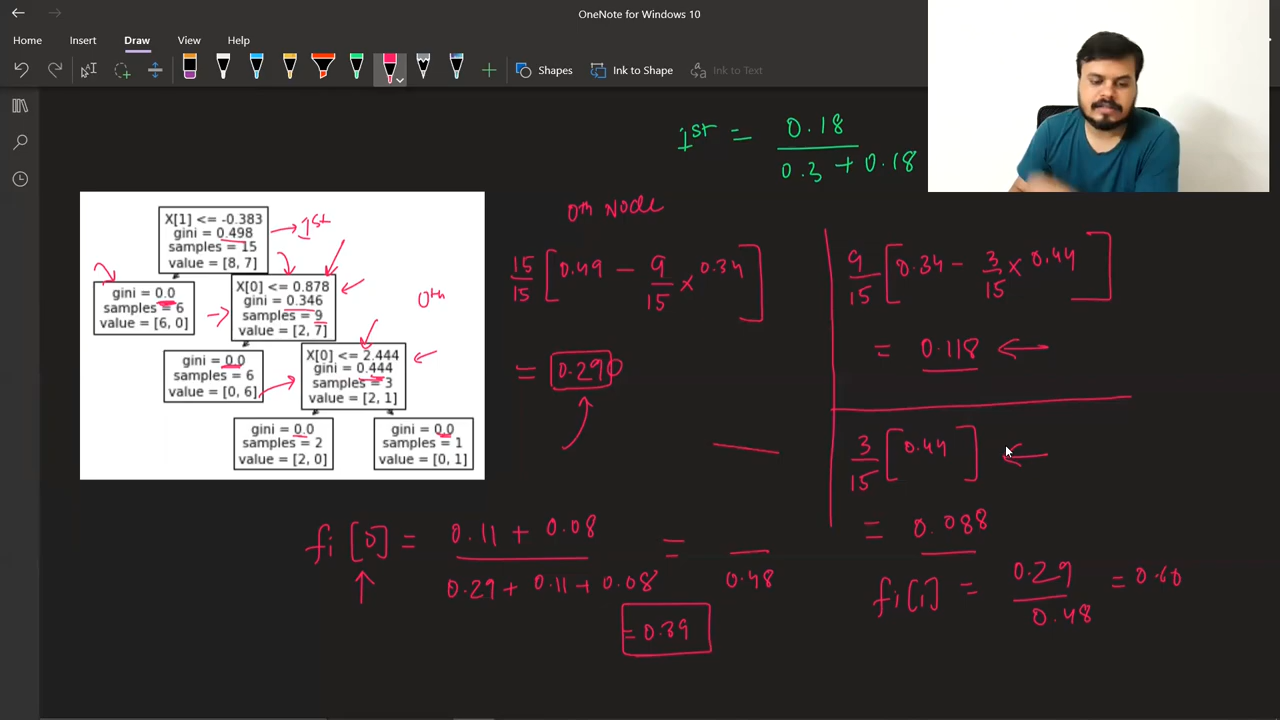 OneNote for Windows 10
Home Insert Draw View Help
Shapes Ink to Shape Ink to Text
1st = 0.18
0.3 + 0.18
X[1] <= -0.383
gini = 0.498
samples = 15
value = [8, 7]
→ 1st
gini = 0.0
samples = 6
value = [6, 0]
X[0] <= 0.878
gini = 0.346
samples = 9
value = [2, 7]
0th
gini = 0.0
samples = 6
value = [0, 6]
X[0] <= 2.444
gini = 0.444
samples = 3
value = [2, 1]
gini = 0.0
samples = 2
value = [2, 0]
gini = 0.0
samples = 1
value = [0, 1]
0th Node
15/15 [0.49 - 9/15 × 0.34]
= 0.290
9/15 [0.34 - 3/15 × 0.44]
= 0.118 ←
3/15 [0.44] ←
= 0.088
fi[0] = 0.11 + 0.08
0.29 + 0.11 + 0.08
= 0.48
= 0.39
fi[1] = 0.29/0.48 = 0.60